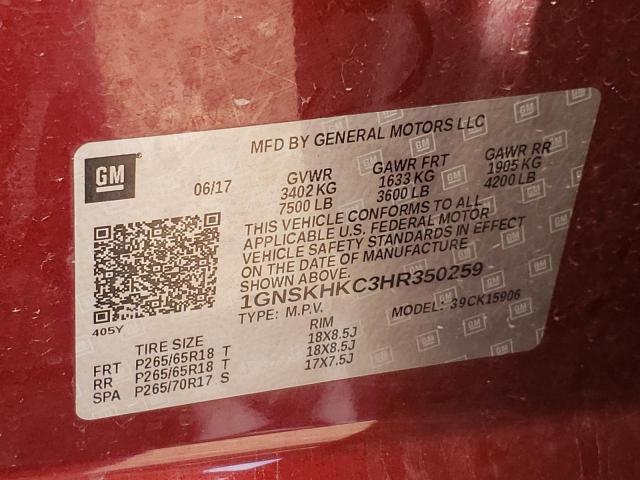 MFD BY GENERAL MOTORS LLC
GM
06/17 GVWR GAWR FRT GAWR RR
3402 KG 1633 KG 1905 KG
7500 LB 3600 LB 4200 LB
THIS VEHICLE CONFORMS TO ALL
APPLICABLE U.S. FEDERAL MOTOR
VEHICLE SAFETY STANDARDS IN EFFECT
ON THE DATE OF MANUFACTURE
SHOWN ABOVE.
1GNSKHKC3HR350259
TYPE: M.P.V. MODEL: 39CK15906
405Y
TIRE SIZE RIM
FRT P265/65R18 T 18X8.5J
RR P265/65R18 T 18X8.5J
SPA P265/70R17 S 17X7.5J